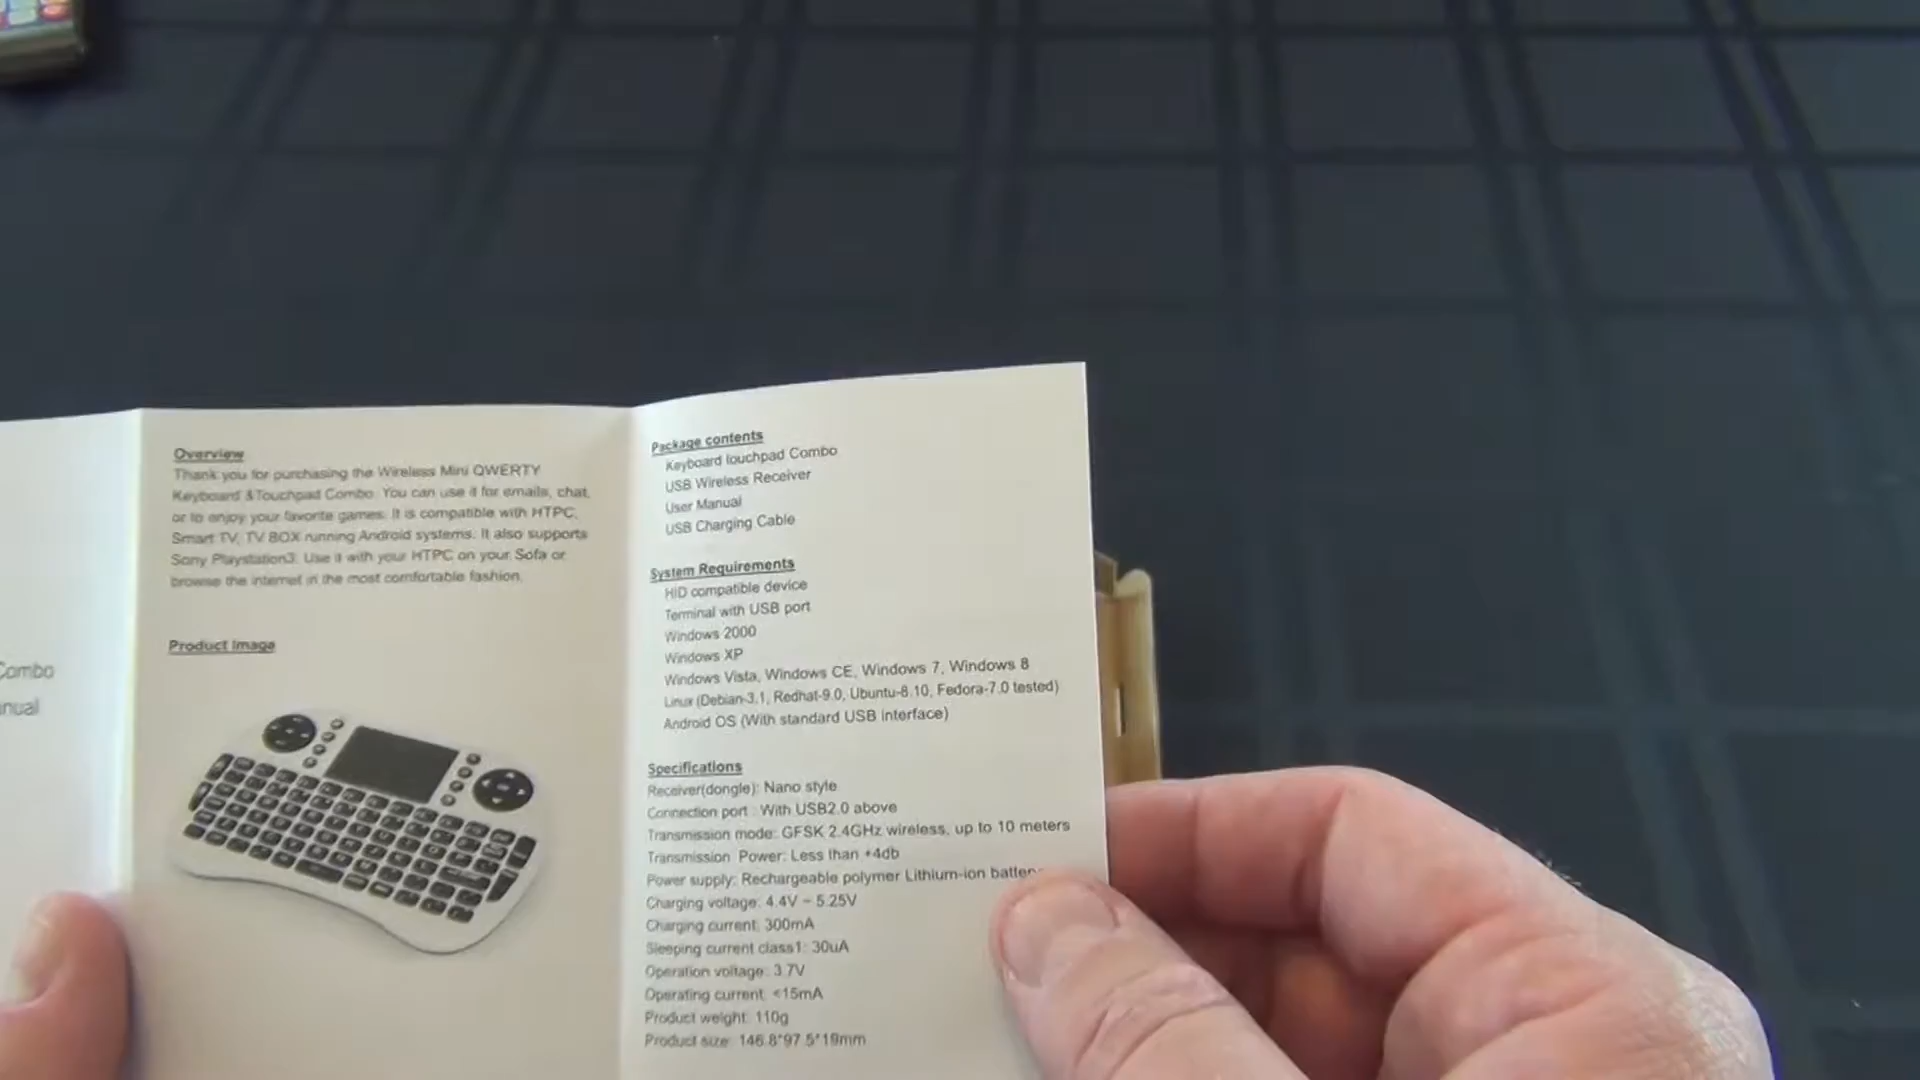 Combo
nual
Overview
Thank you for purchasing the Wireless Mini QWERTY
Keyboard &Touchpad Combo. You can use it for emails, chat,
or to enjoy your favorite games. It is compatible with HTPC,
Smart TV, TV BOX running Android systems. It also supports
Sony Playstation3. Use it with your HTPC on your Sofa or
browse the internet in the most comfortable fashion.
Product Image
Package contents
Keyboard touchpad Combo
USB Wireless Receiver
User Manual
USB Charging Cable
System Requirements
HID compatible device
Terminal with USB port
Windows 2000
Windows XP
Windows Vista, Windows CE, Windows 7, Windows 8
Linux (Debian-3.1, Redhat-9.0, Ubuntu-8.10, Fedora-7.0 tested)
Android OS (With standard USB interface)
Specifications
Receiver(dongle): Nano style
Connection port : With USB2.0 above
Transmission mode: GFSK 2.4GHz wireless, up to 10 meters
Transmission Power: Less than +4db
Power supply: Rechargeable polymer Lithium-ion batter
Charging voltage: 4.4V ~ 5.25V
Charging current: 300mA
Sleeping current class1: 30uA
Operation voltage: 3.7V
Operating current: <15mA
Product weight: 110g
Product size: 146.8*97.5*19mm